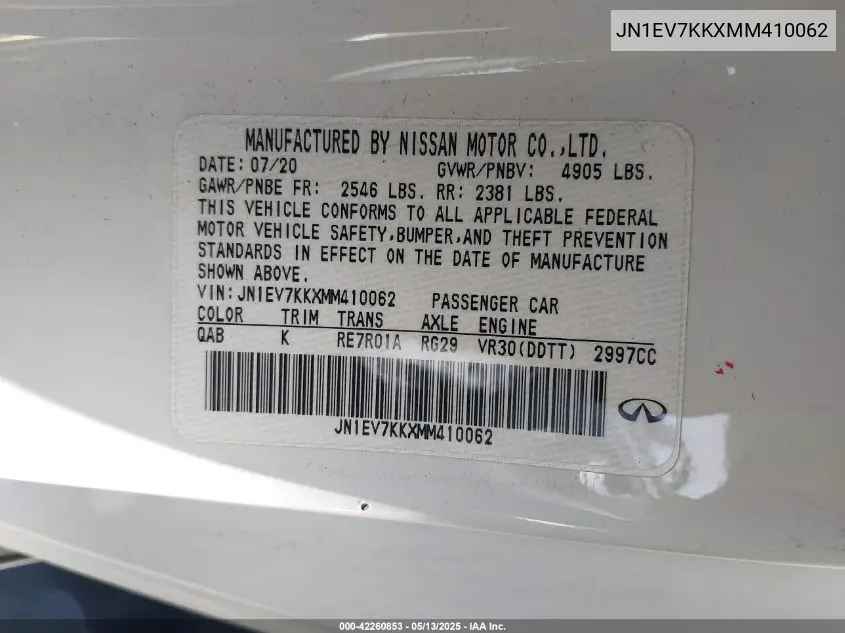 JN1EV7KKXMM410062
MANUFACTURED BY NISSAN MOTOR CO.,LTD.
DATE: 07/20 GVWR/PNBV: 4905 LBS.
GAWR/PNBE FR: 2546 LBS. RR: 2381 LBS.
THIS VEHICLE CONFORMS TO ALL APPLICABLE FEDERAL
MOTOR VEHICLE SAFETY,BUMPER,AND THEFT PREVENTION
STANDARDS IN EFFECT ON THE DATE OF MANUFACTURE
SHOWN ABOVE.
VIN:JN1EV7KKXMM410062 PASSENGER CAR
COLOR TRIM TRANS AXLE ENGINE
QAB K RE7R01A RG29 VR30(DDTT) 2997CC
JN1EV7KKXMM410062
000-42260853 - 05/13/2025 - IAA Inc.